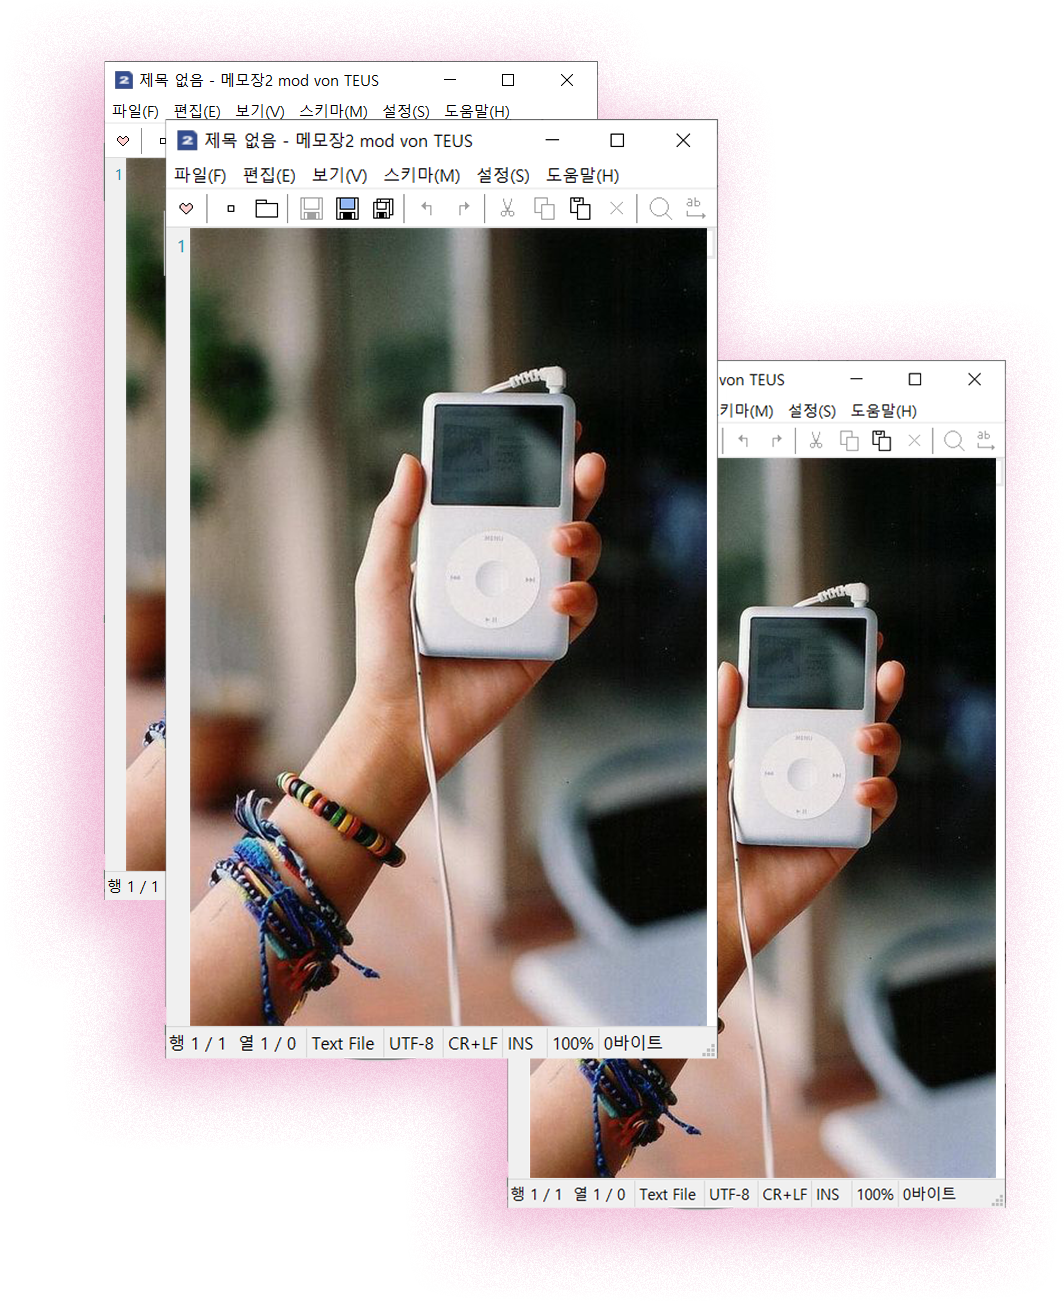 제목 없음 - 메모장2 mod von TEUS
파일(F) 편집(E) 보기(V) 스키마(M) 설정(S) 도움말(H)
1
행 1 / 1
제목 없음 - 메모장2 mod von TEUS
파일(F) 편집(E) 보기(V) 스키마(M) 설정(S) 도움말(H)
ab
1
MENU
행 1 / 1 열 1 / 0 Text File UTF-8 CR+LF INS 100% 0바이트
von TEUS
키마(M) 설정(S) 도움말(H)
ab
MENU
행 1 / 1 열 1 / 0 Text File UTF-8 CR+LF INS 100% 0바이트